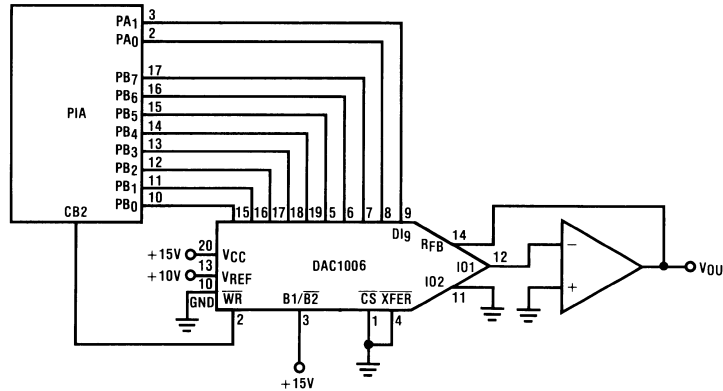 PA1 3
PA0 2
PB7 17
PB6 16
PIA PB5 15
PB4 14
PB3 13
PB2 12
PB1 11
PB0 10
CB2
15 16 17 18 19 5 6 7 8 9
DI9
+15V 20 VCC
+10V 13 VREF
10 GND
DAC1006
RFB 14
IO1 12
IO2 11
WR B1/B2 CS XFER
2 3 1 4
+15V
−
+
VOU